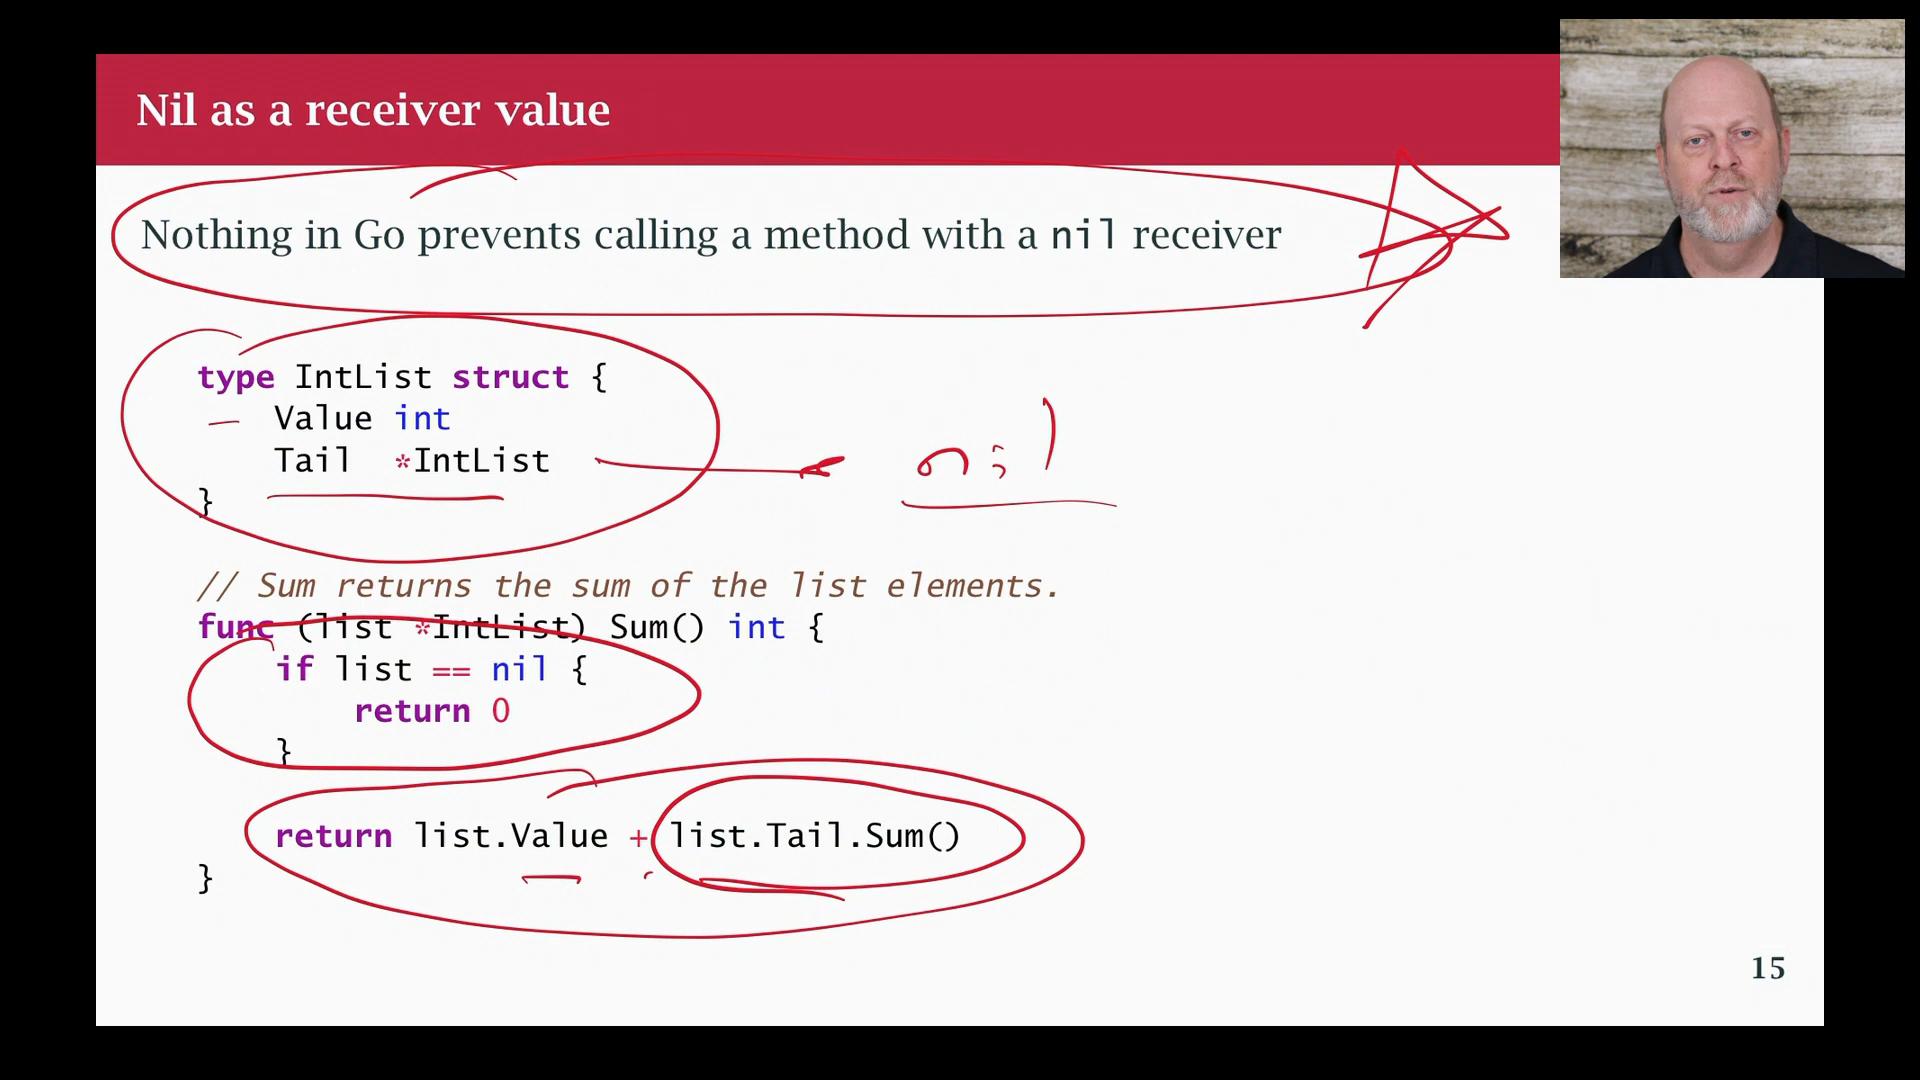 Nil as a receiver value
Nothing in Go prevents calling a method with a nil receiver
type IntList struct {
    Value int
    Tail  *IntList
}
nil
// Sum returns the sum of the list elements.
func (list *IntList) Sum() int {
    if list == nil {
        return 0
    }
    return list.Value + list.Tail.Sum()
}
15